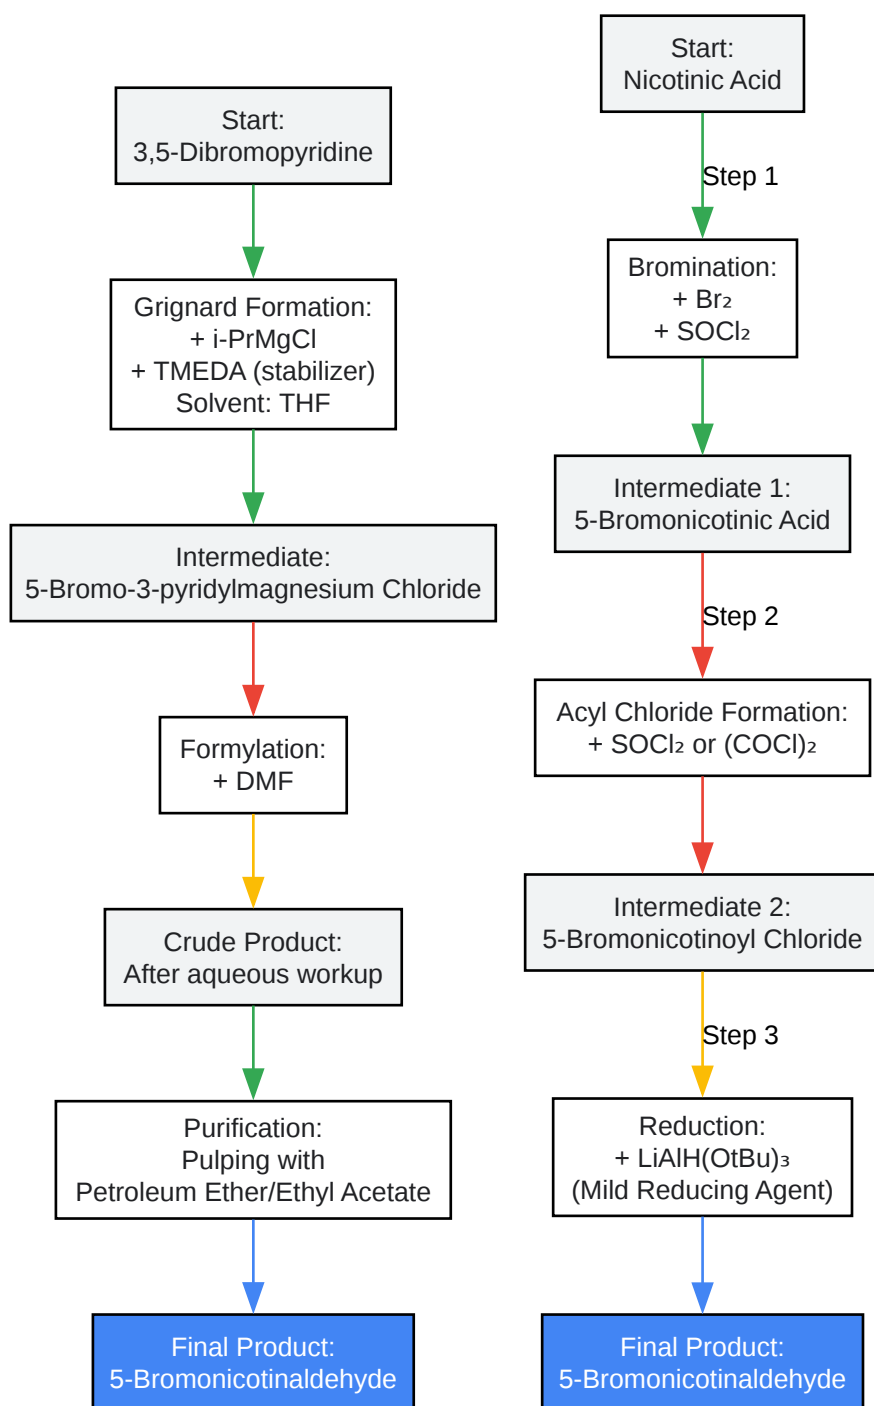 Start:
3,5-Dibromopyridine
Grignard Formation:
+ i-PrMgCl
+ TMEDA (stabilizer)
Solvent: THF
Intermediate:
5-Bromo-3-pyridylmagnesium Chloride
Formylation:
+ DMF
Crude Product:
After aqueous workup
Purification:
Pulping with
Petroleum Ether/Ethyl Acetate
Final Product:
5-Bromonicotinaldehyde
Start:
Nicotinic Acid
Step 1
Bromination:
+ Br₂
+ SOCl₂
Intermediate 1:
5-Bromonicotinic Acid
Step 2
Acyl Chloride Formation:
+ SOCl₂ or (COCl)₂
Intermediate 2:
5-Bromonicotinoyl Chloride
Step 3
Reduction:
+ LiAlH(OtBu)₃
(Mild Reducing Agent)
Final Product:
5-Bromonicotinaldehyde